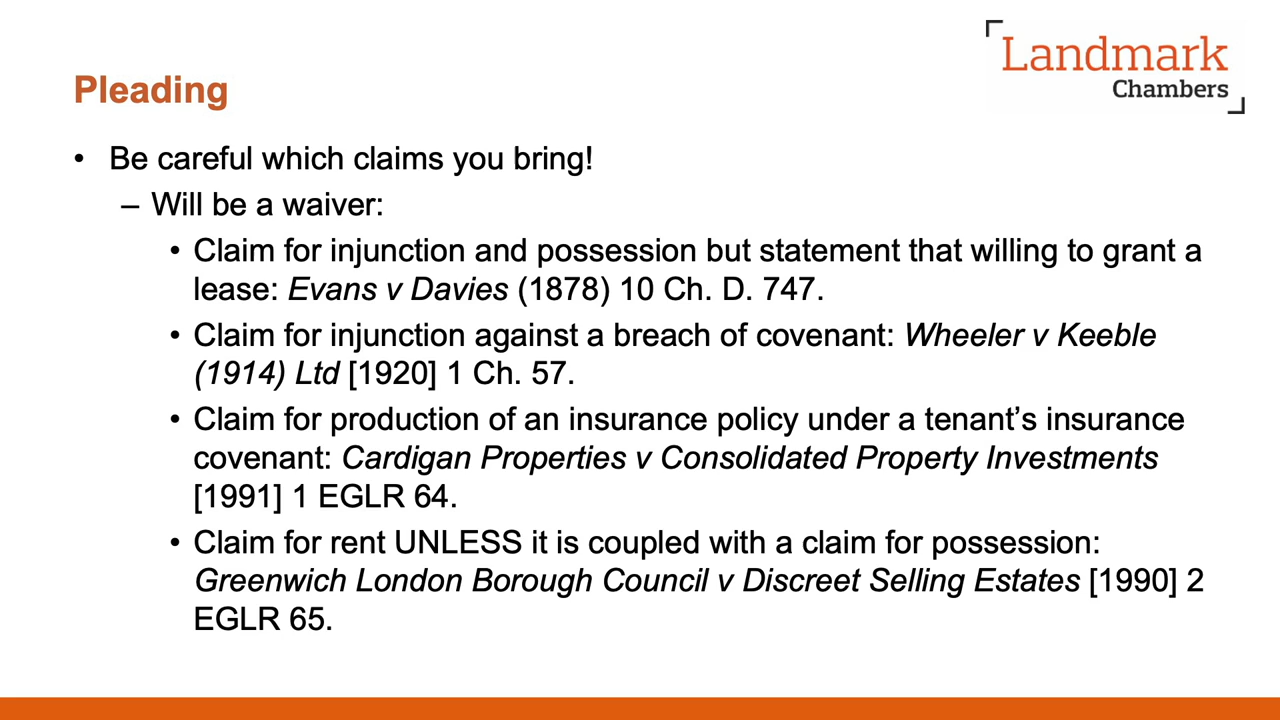 Landmark
Chambers
Pleading
• Be careful which claims you bring!
– Will be a waiver:
• Claim for injunction and possession but statement that willing to grant a
lease: Evans v Davies (1878) 10 Ch. D. 747.
• Claim for injunction against a breach of covenant: Wheeler v Keeble
(1914) Ltd [1920] 1 Ch. 57.
• Claim for production of an insurance policy under a tenant’s insurance
covenant: Cardigan Properties v Consolidated Property Investments
[1991] 1 EGLR 64.
• Claim for rent UNLESS it is coupled with a claim for possession:
Greenwich London Borough Council v Discreet Selling Estates [1990] 2
EGLR 65.